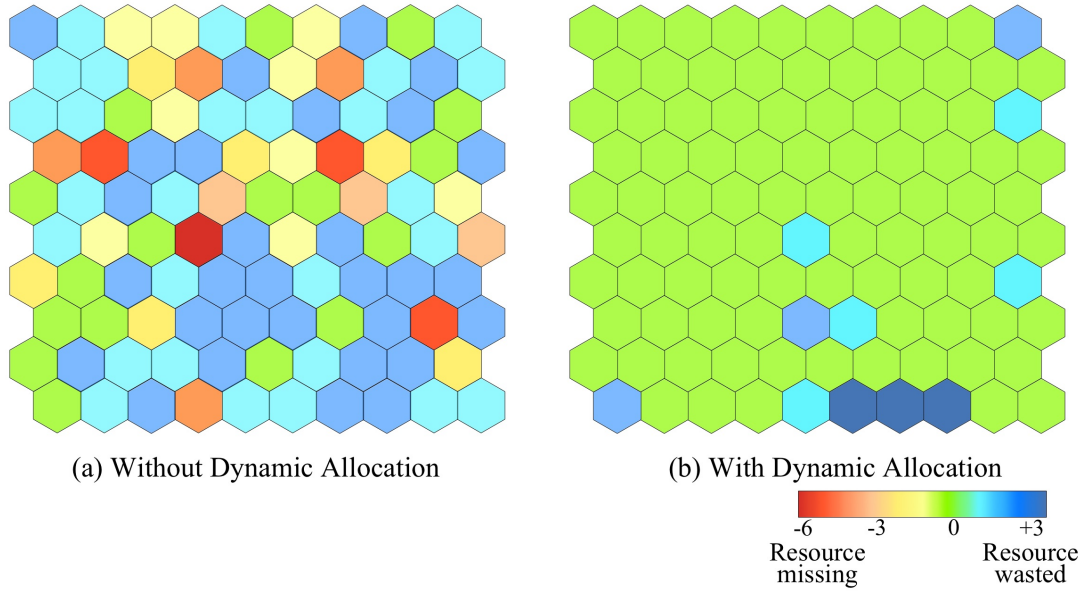 (a) Without Dynamic Allocation
(b) With Dynamic Allocation
-6 -3 0 +3
Resource missing
Resource wasted